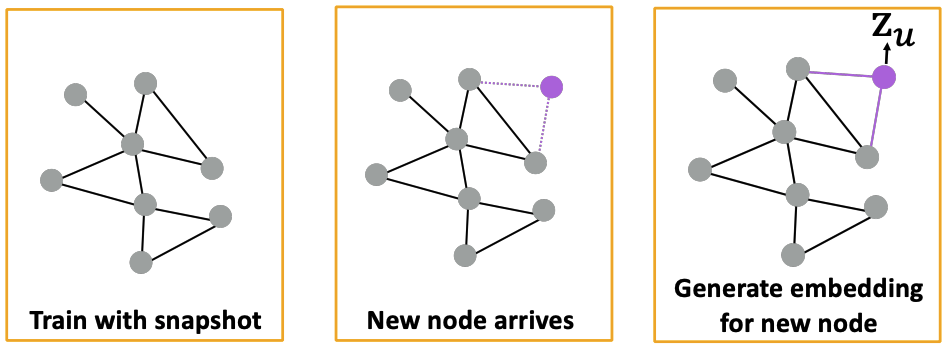 z_u
Train with snapshot
New node arrives
Generate embedding
for new node